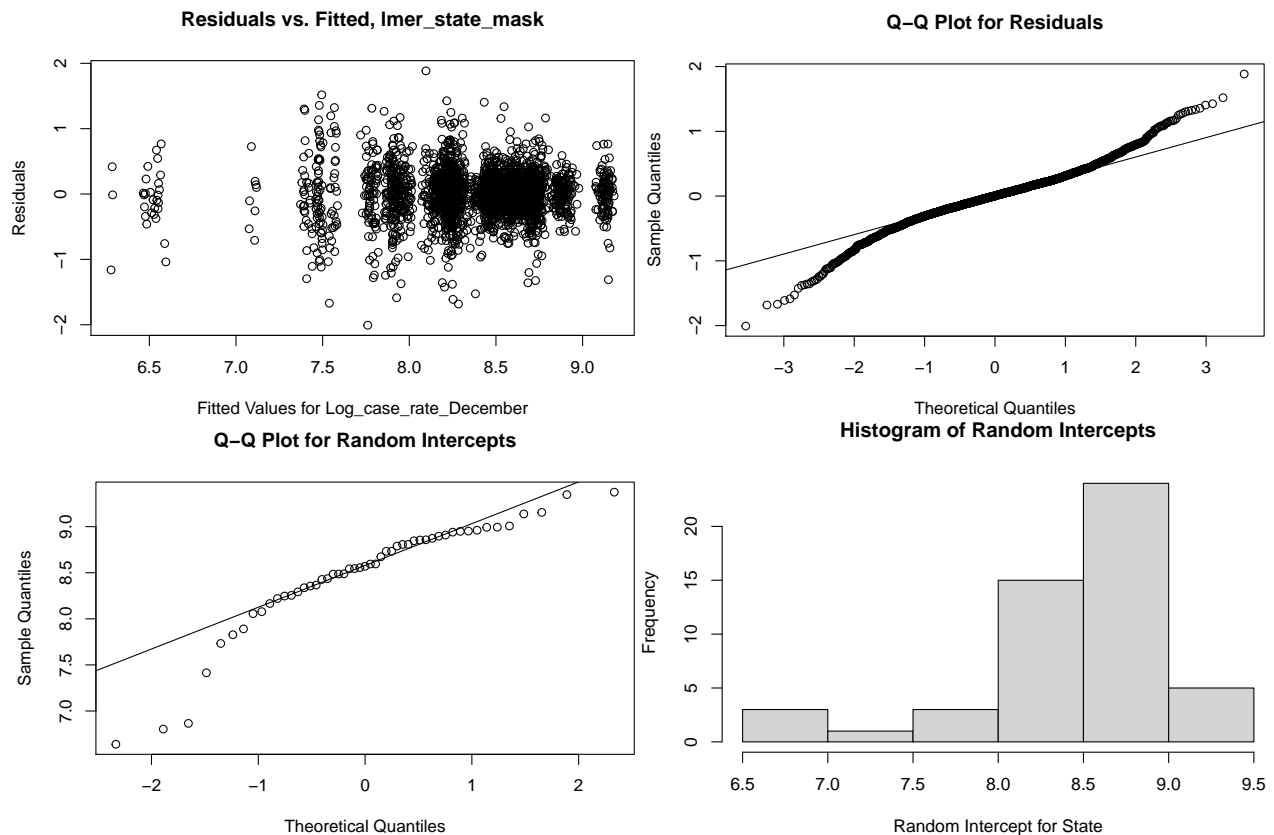 Residuals vs. Fitted, lmer_state_mask
2
1
0
−1
−2
Residuals
6.5 7.0 7.5 8.0 8.5 9.0
Fitted Values for Log_case_rate_December
Q−Q Plot for Residuals
2
1
0
−1
−2
Sample Quantiles
−3 −2 −1 0 1 2 3
Theoretical Quantiles
Q−Q Plot for Random Intercepts
9.0
8.5
8.0
7.5
7.0
Sample Quantiles
−2 −1 0 1 2
Theoretical Quantiles
Histogram of Random Intercepts
20
15
10
5
0
Frequency
6.5 7.0 7.5 8.0 8.5 9.0 9.5
Random Intercept for State